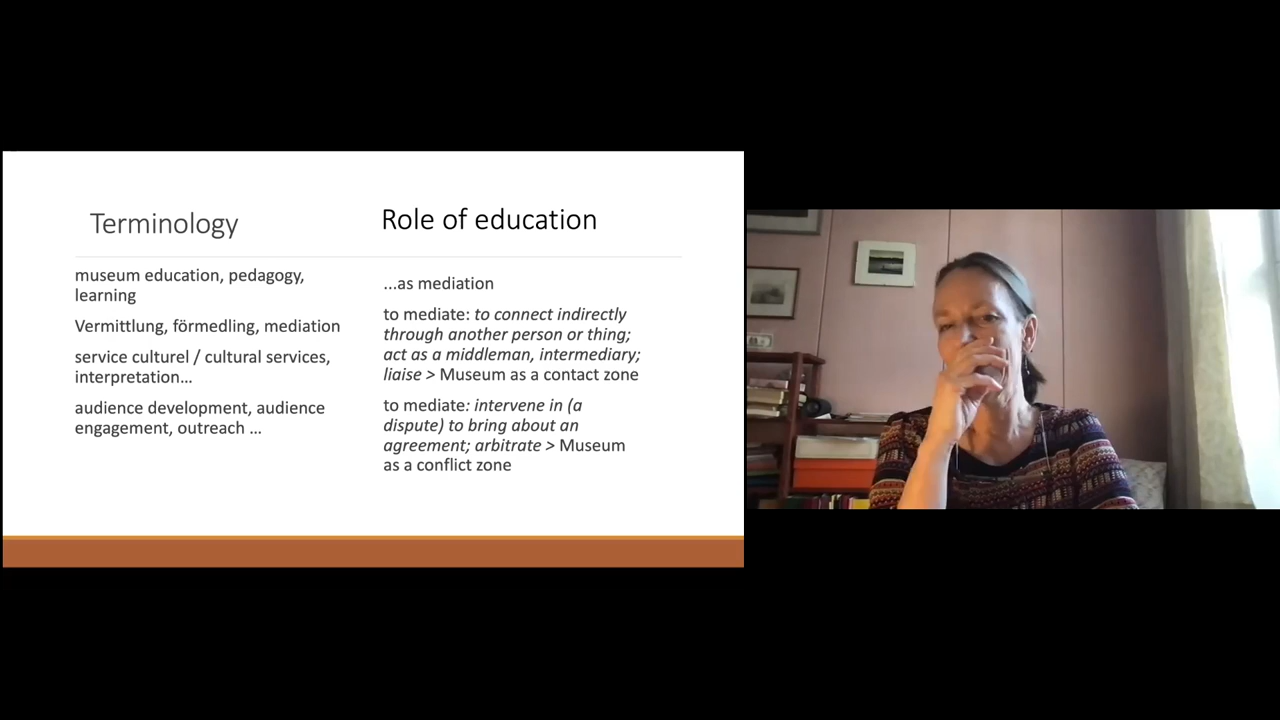 Terminology
museum education, pedagogy,
learning
Vermittlung, förmedling, mediation
service culturel / cultural services,
interpretation…
audience development, audience
engagement, outreach …
Role of education
...as mediation
to mediate: to connect indirectly
through another person or thing;
act as a middleman, intermediary;
liaise > Museum as a contact zone
to mediate: intervene in (a
dispute) to bring about an
agreement; arbitrate > Museum
as a conflict zone